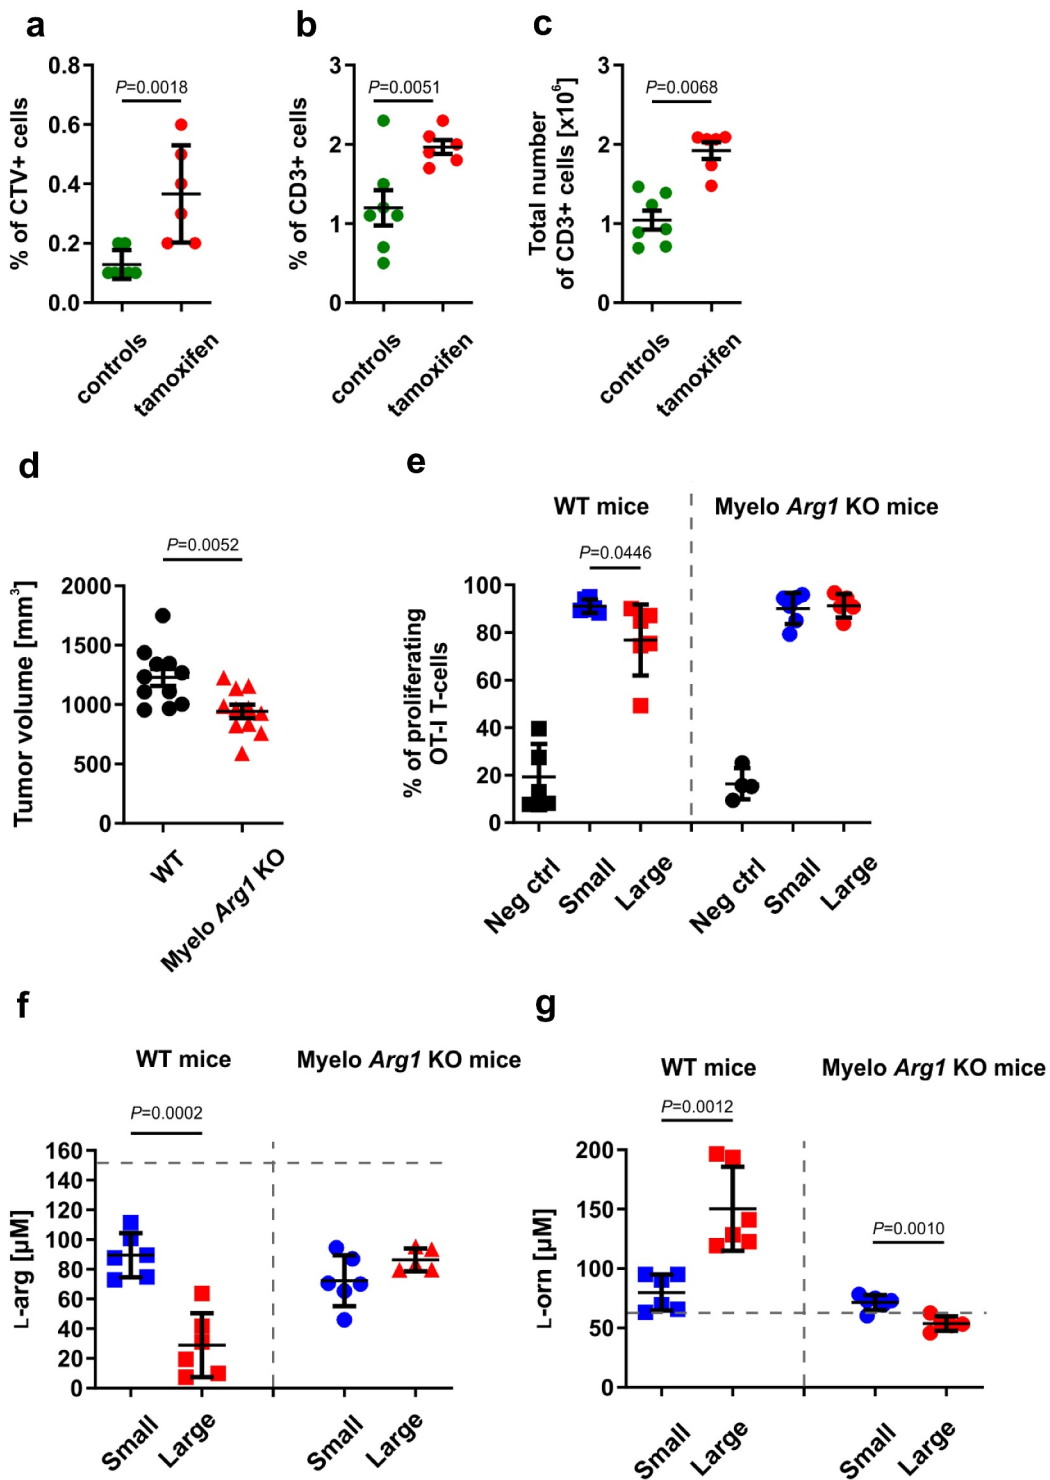 a
b
c
% of CTV+ cells
0.8
0.6
0.4
0.2
0.0
P=0.0018
controls
tamoxifen
% of CD3+ cells
3
2
1
0
P=0.0051
controls
tamoxifen
Total number
of CD3+ cells [x10⁶]
3
2
1
0
P=0.0068
controls
tamoxifen
d
Tumor volume [mm³]
2000
1500
1000
500
0
P=0.0052
WT
Myelo Arg1 KO
e
WT mice
Myelo Arg1 KO mice
P=0.0446
% of proliferating
OT-I T-cells
100
80
60
40
20
0
Neg ctrl
Small
Large
Neg ctrl
Small
Large
f
WT mice
Myelo Arg1 KO mice
P=0.0002
L-arg [µM]
160
140
120
100
80
60
40
20
0
Small
Large
Small
Large
g
WT mice
Myelo Arg1 KO mice
P=0.0012
P=0.0010
L-orn [µM]
200
150
100
50
0
Small
Large
Small
Large